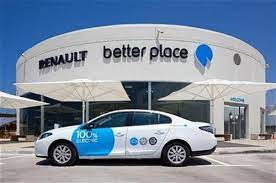 RENAULT better place
WELCOME
100%
ELECTRIC